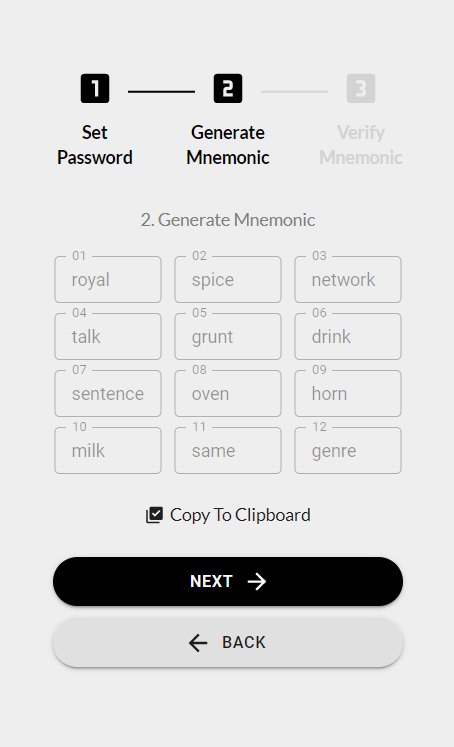 1 2 3
Set Password
Generate Mnemonic
Verify Mnemonic
2. Generate Mnemonic
01 02 03
royal spice network
04 05 06
talk grunt drink
07 08 09
sentence oven horn
10 11 12
milk same genre
Copy To Clipboard
NEXT
BACK